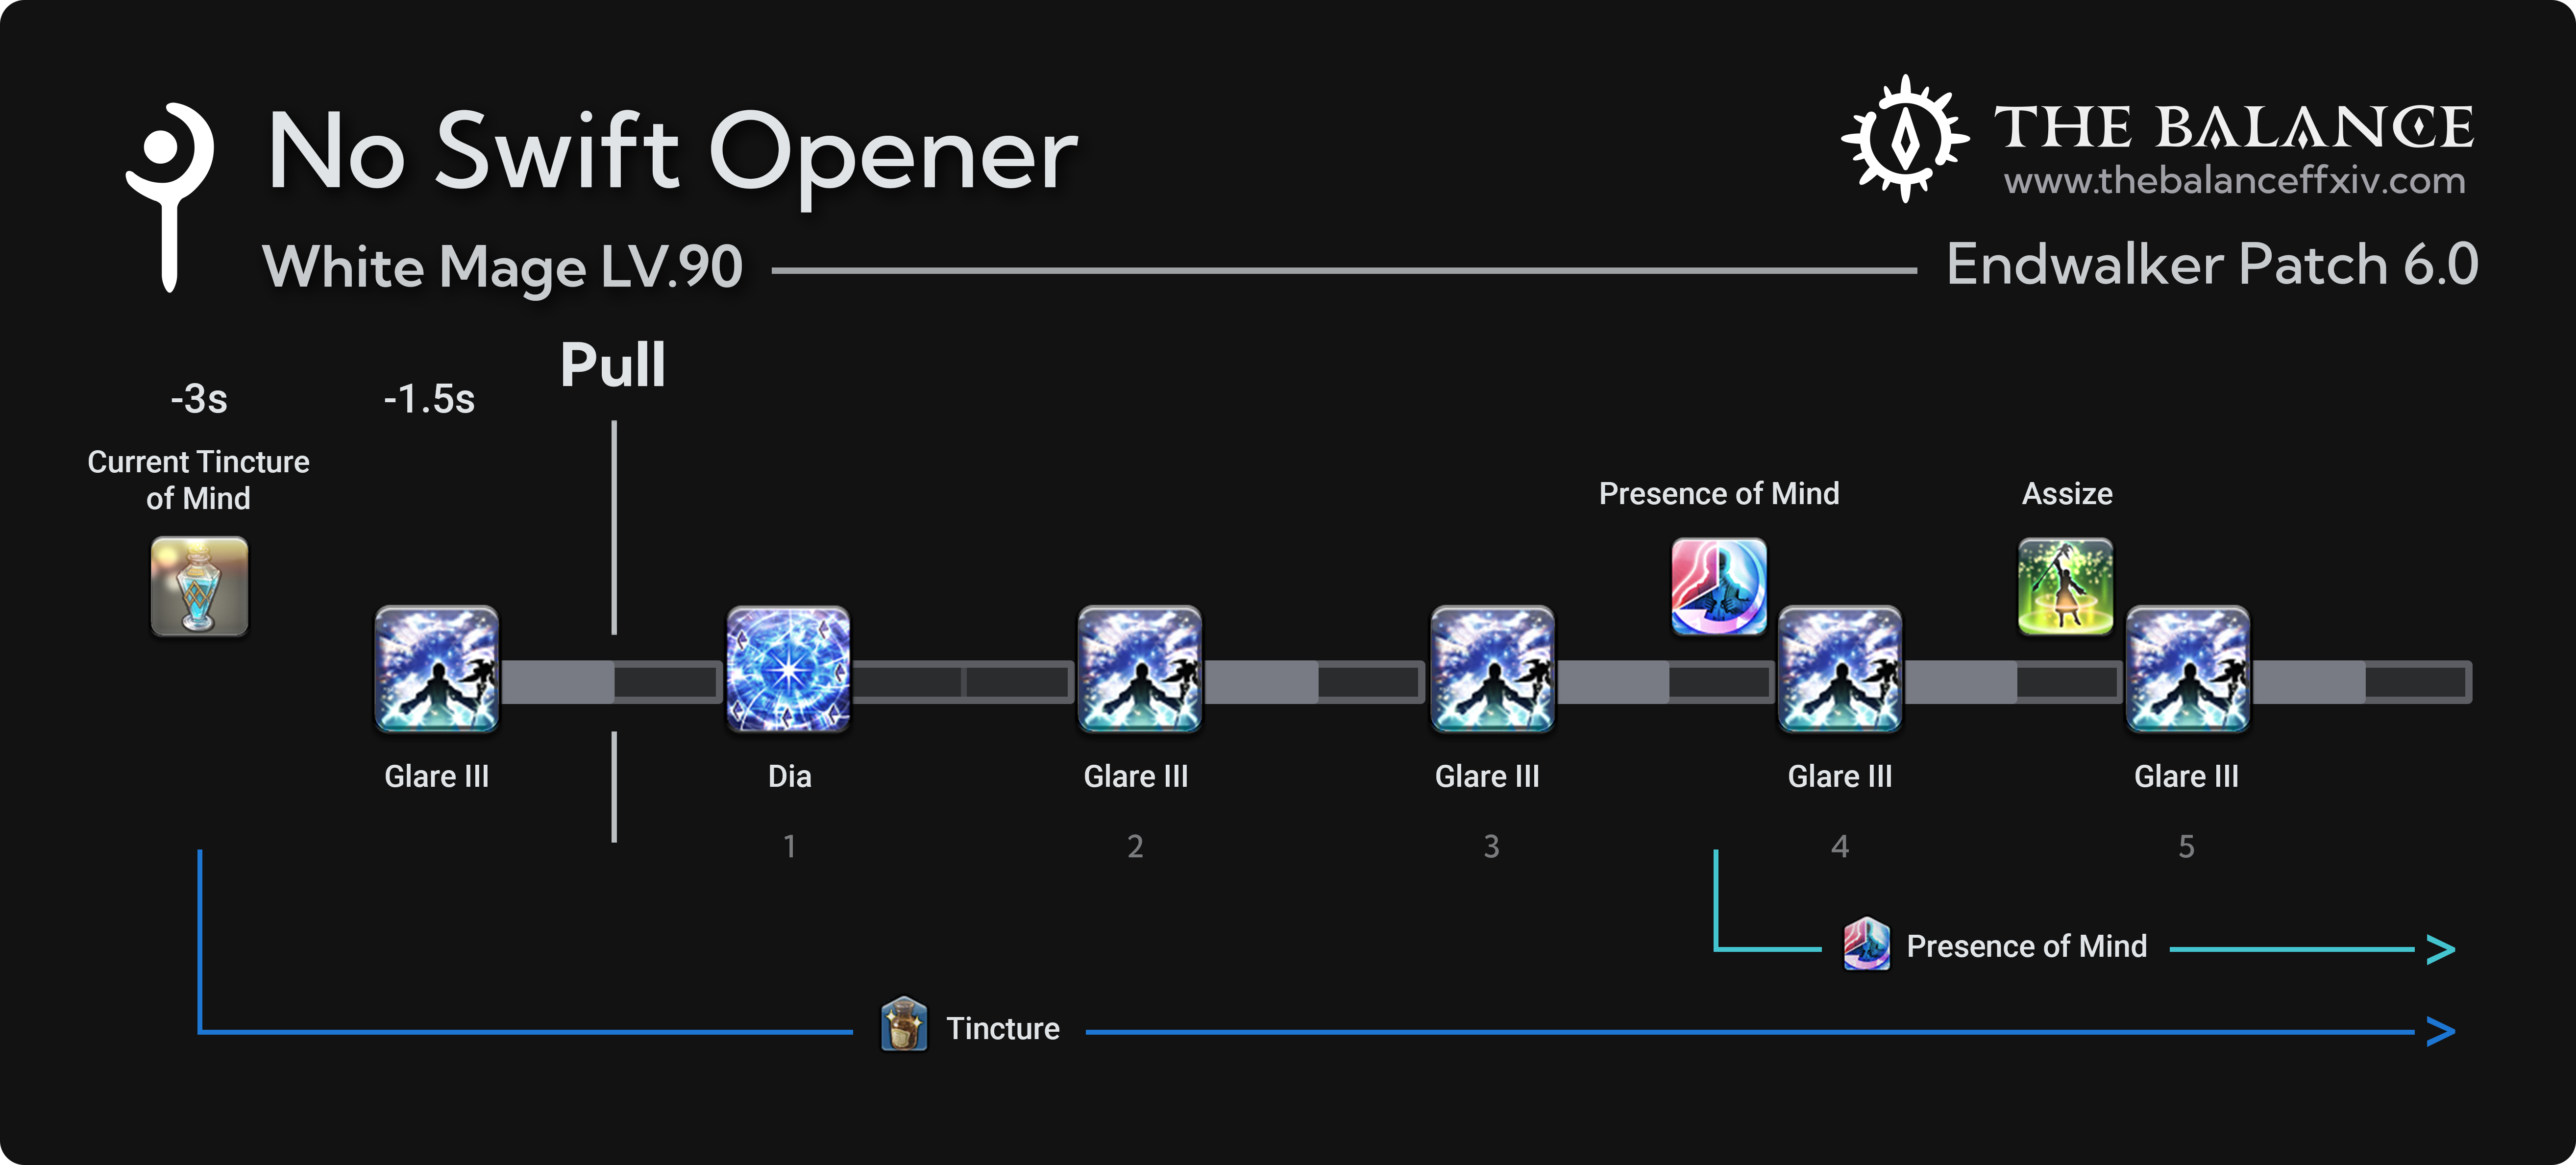 No Swift Opener
THE BALANCE
www.thebalanceffxiv.com
White Mage LV.90
Endwalker Patch 6.0
Pull
-3s
-1.5s
Current Tincture
of Mind
Presence of Mind
Assize
Glare III
Dia
Glare III
Glare III
Glare III
Glare III
1
2
3
4
5
Presence of Mind
>
Tincture
>